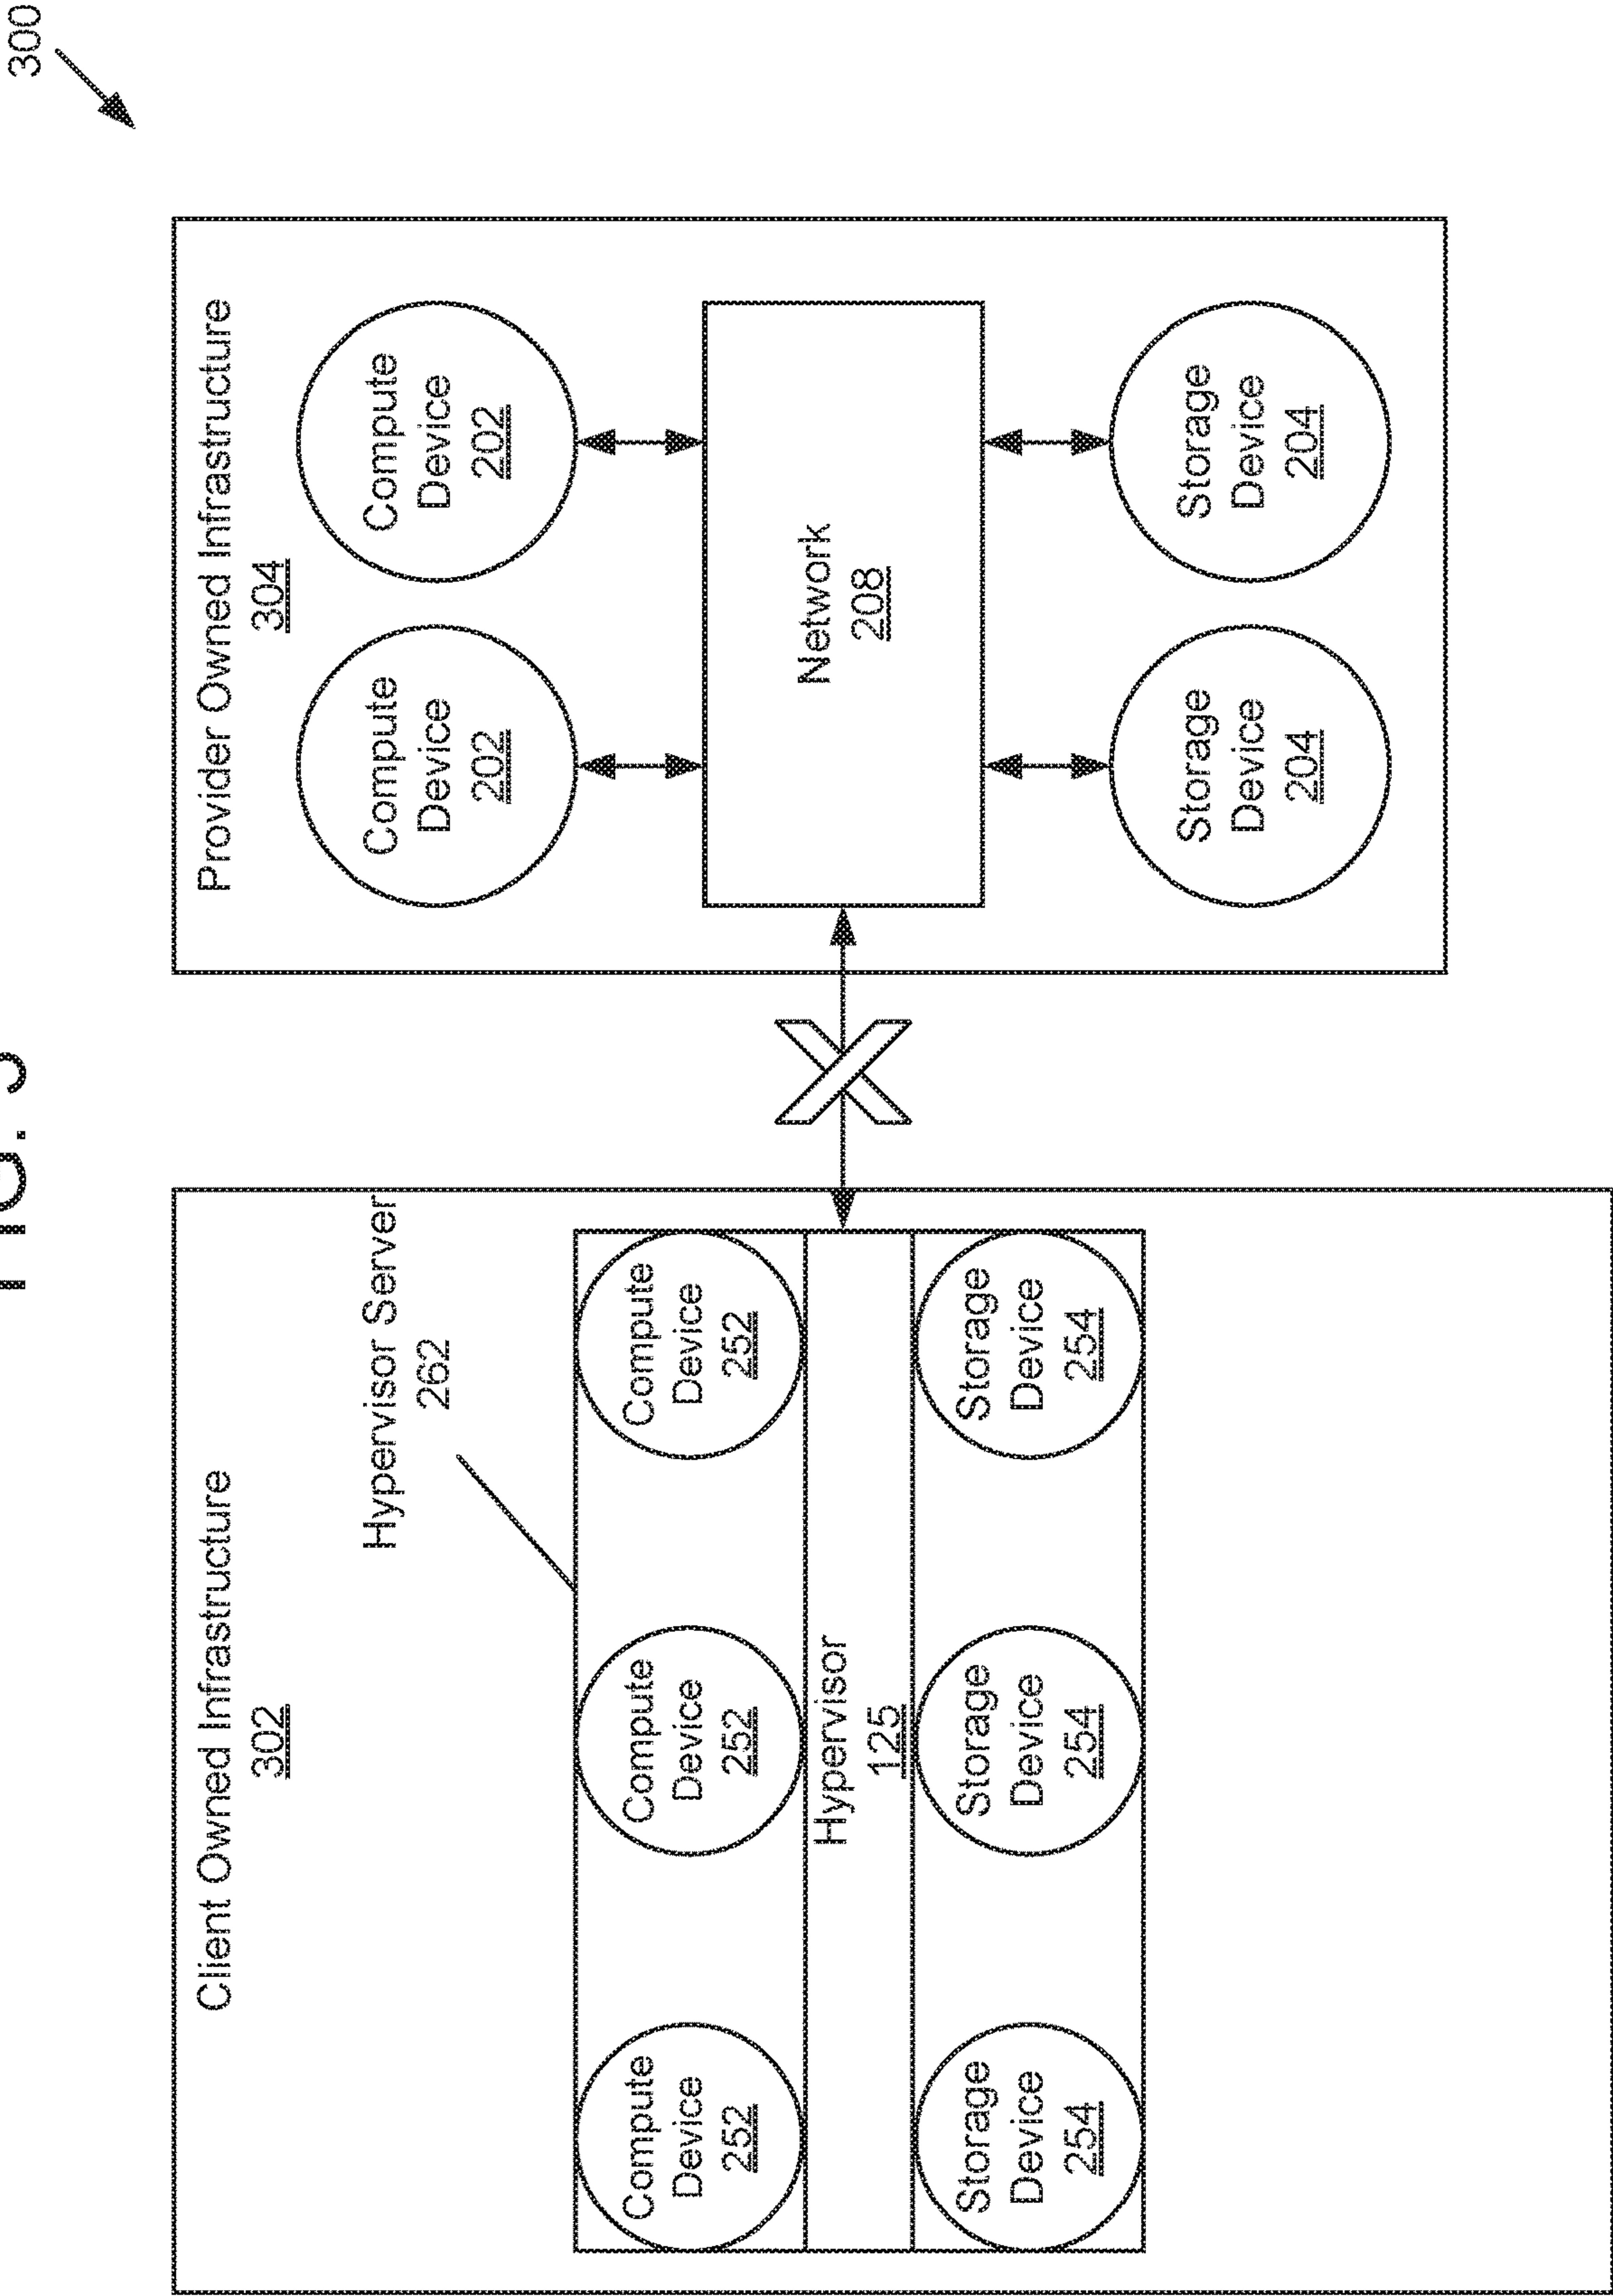 300
Client Owned Infrastructure
302
Hypervisor Server
262
Compute
Device
252
Compute
Device
252
Compute
Device
252
Hypervisor
125
Storage
Device
254
Storage
Device
254
Storage
Device
254
Provider Owned Infrastructure
304
Compute
Device
202
Compute
Device
202
Network
208
Storage
Device
204
Storage
Device
204